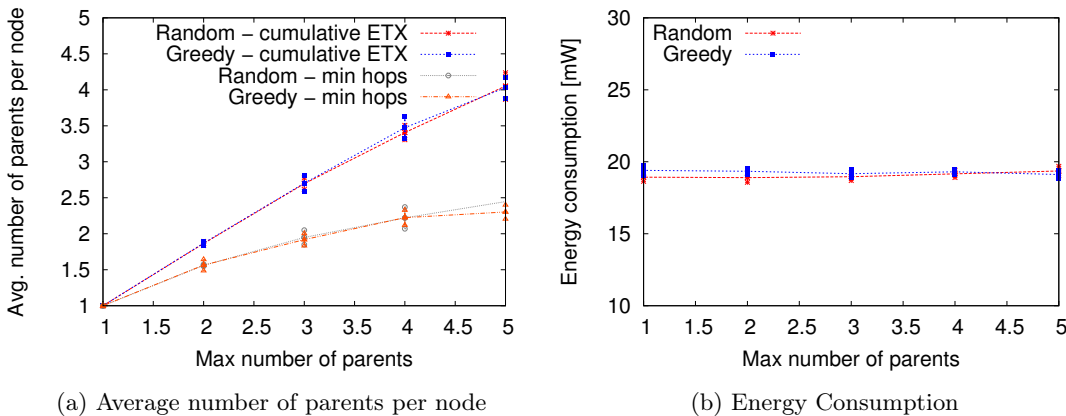 5
4.5
4
3.5
3
2.5
2
1.5
1
Avg. number of parents per node
Random − cumulative ETX
Greedy − cumulative ETX
Random − min hops
Greedy − min hops
1 1.5 2 2.5 3 3.5 4 4.5 5
Max number of parents
(a) Average number of parents per node
30
25
20
15
10
Energy consumption [mW]
Random
Greedy
1 1.5 2 2.5 3 3.5 4 4.5 5
Max number of parents
(b) Energy Consumption